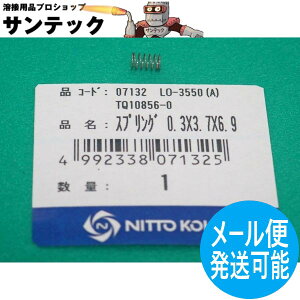 溶接用品プロショップ
サンテック
品 コード: 07132 LO-3550(A)
TQ10856-0
品 名: スプリング 0.3X3.7X6.9
4 992338 071325
数 量: 1
NITTO KO
メール便
発送可能